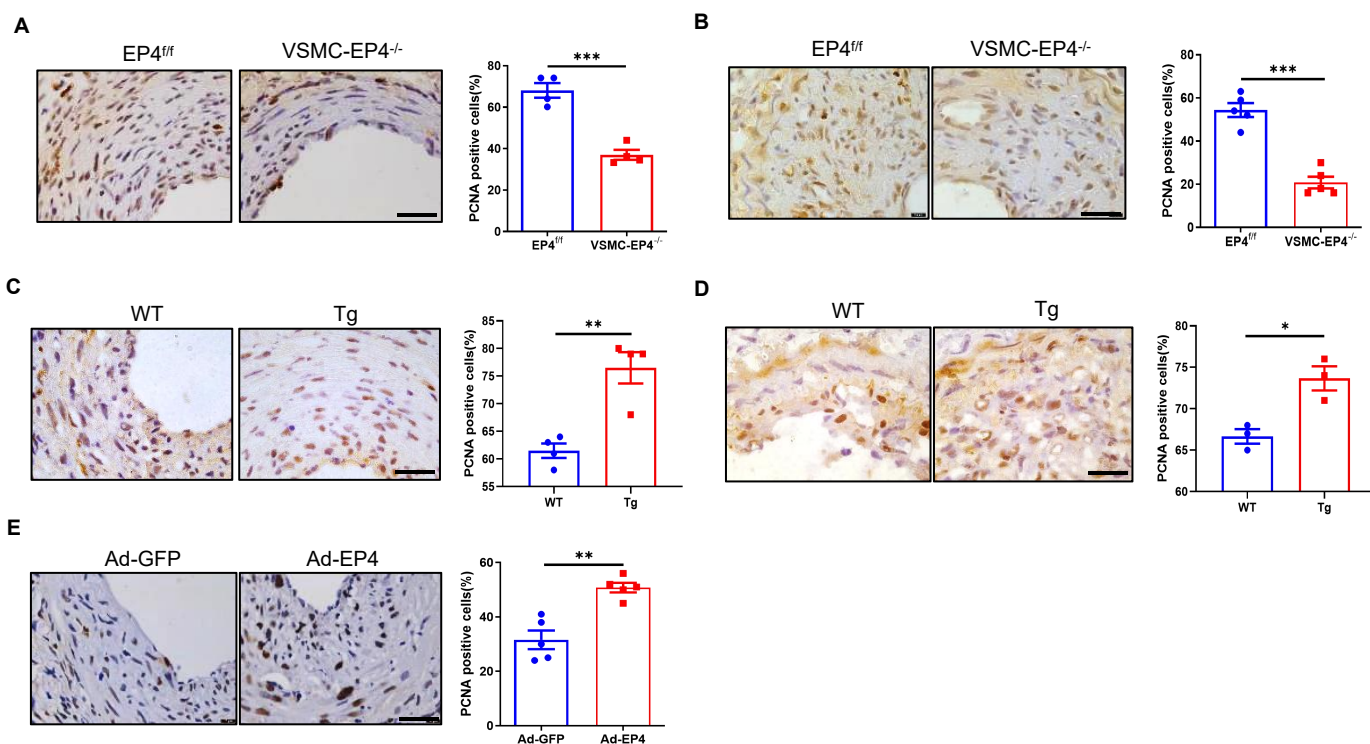 A
EP4f/f
VSMC-EP4-/-
PCNA positive cells(%)
80
60
40
20
0
***
EP4f/f
VSMC-EP4-/-
B
EP4f/f
VSMC-EP4-/-
PCNA positive cells(%)
80
60
40
20
0
***
EP4f/f
VSMC-EP4-/-
C
WT
Tg
PCNA positive cells(%)
85
80
75
70
65
60
55
**
WT
Tg
D
WT
Tg
PCNA positive cells(%)
80
75
70
65
60
*
WT
Tg
E
Ad-GFP
Ad-EP4
PCNA positive cells(%)
60
40
20
0
**
Ad-GFP
Ad-EP4